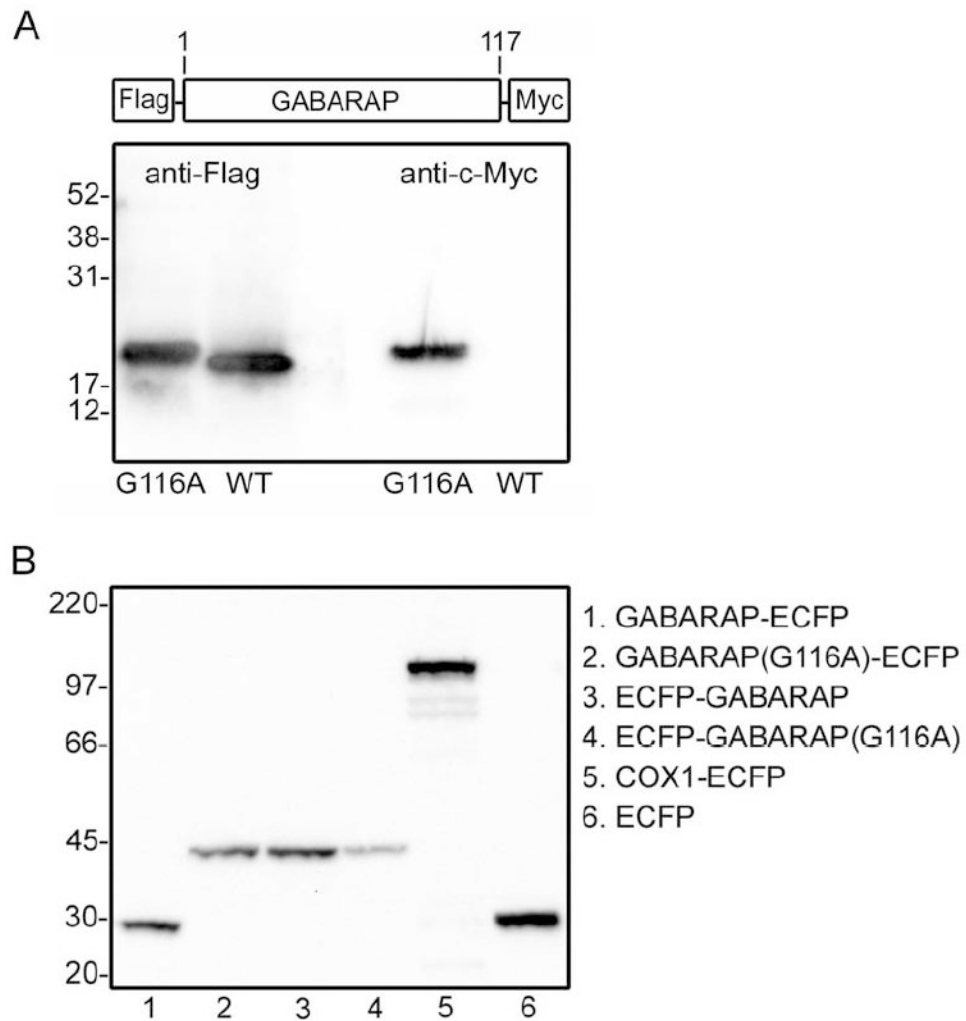 A
1 117
Flag GABARAP Myc
anti-Flag anti-c-Myc
52-
38-
31-
17-
12-
G116A WT G116A WT
B
220-
97-
66-
45-
30-
20-
1 2 3 4 5 6
1. GABARAP-ECFP
2. GABARAP(G116A)-ECFP
3. ECFP-GABARAP
4. ECFP-GABARAP(G116A)
5. COX1-ECFP
6. ECFP